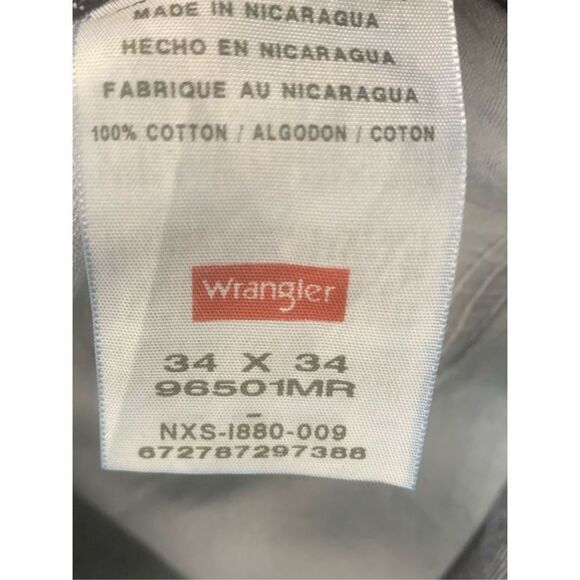 MADE IN NICARAGUA
HECHO EN NICARAGUA
FABRIQUE AU NICARAGUA
100% COTTON / ALGODON / COTON
Wrangler
34 X 34
96501MR
–
NXS-I880-009
672787297388